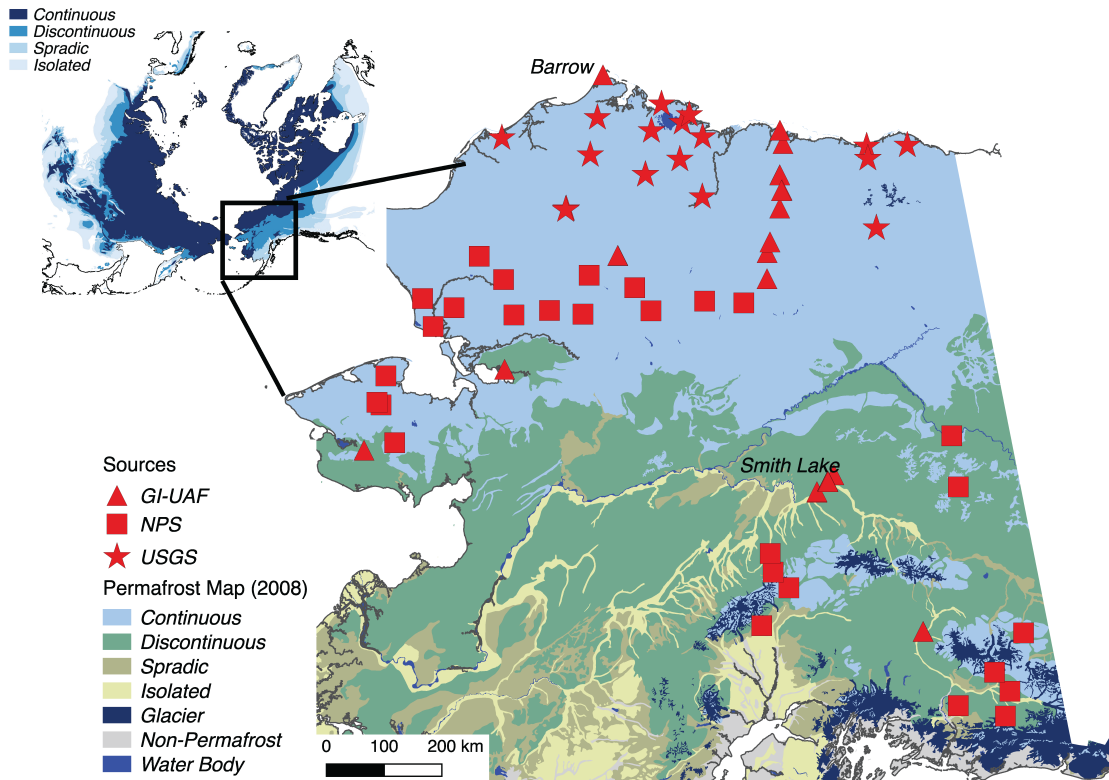 Continuous
Discontinuous
Spradic
Isolated
Barrow
Smith Lake
Sources
GI-UAF
NPS
USGS
Permafrost Map (2008)
Continuous
Discontinuous
Spradic
Isolated
Glacier
Non-Permafrost
Water Body
0 100 200 km